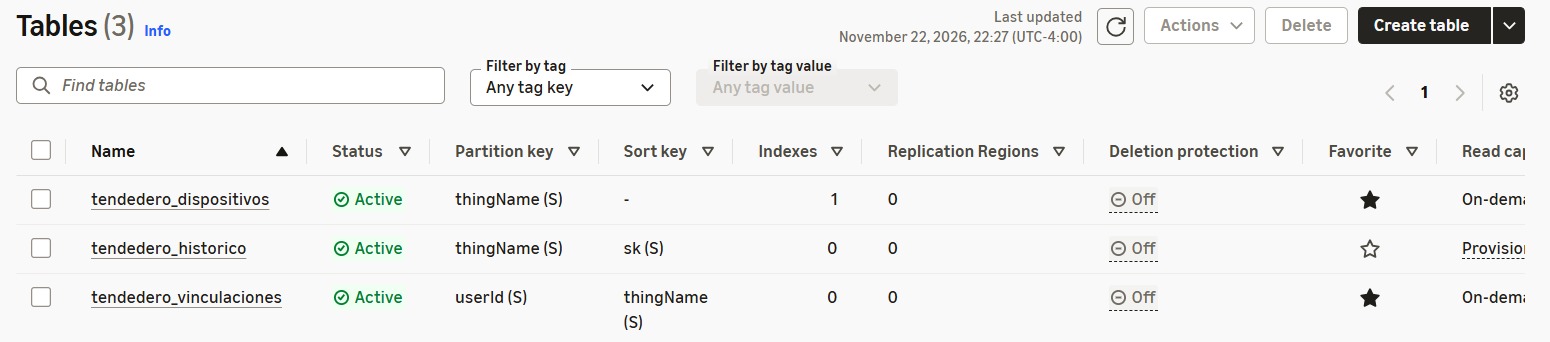 Tables (3) Info
Last updated
November 22, 2026, 22:27 (UTC-4:00)
Actions
Delete
Create table
Find tables
Filter by tag
Any tag key
Filter by tag value
Any tag value
1
Name Status Partition key Sort key Indexes Replication Regions Deletion protection Favorite Read cap
tendedero_dispositivos Active thingName (S) - 1 0 Off On-dema
tendedero_historico Active thingName (S) sk (S) 0 0 Off Provision
tendedero_vinculaciones Active userId (S) thingName 0 0 Off On-dema
(S)